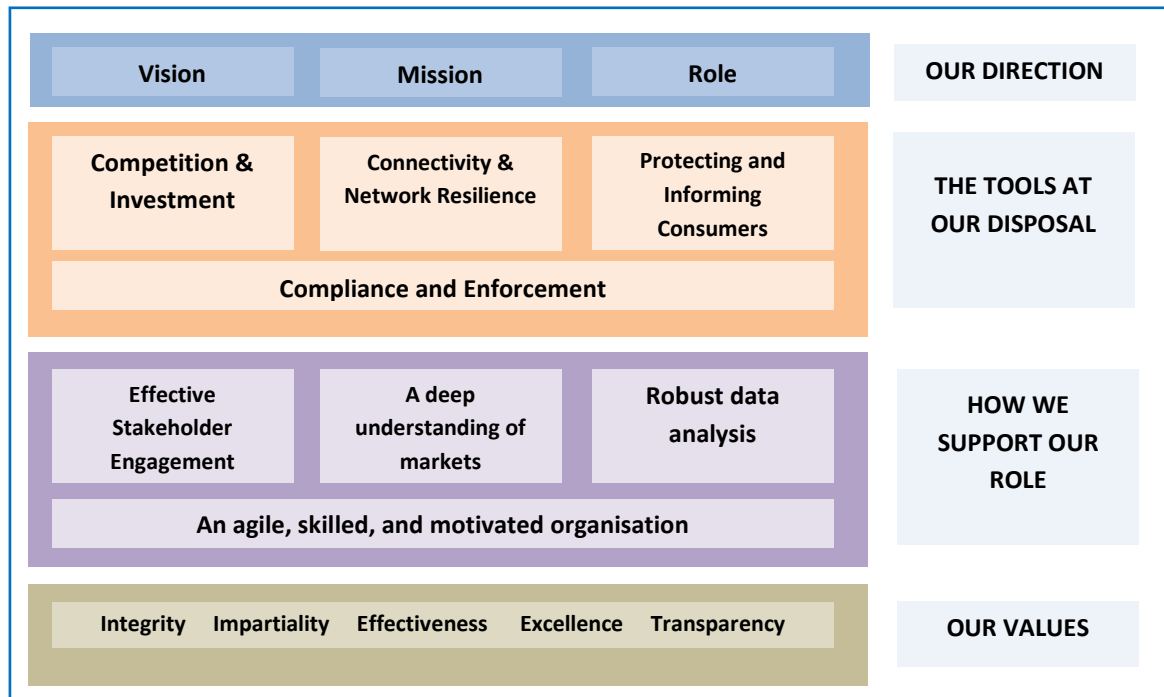 Vision
Mission
Role
OUR DIRECTION
Competition &
Investment
Connectivity &
Network Resilience
Protecting and
Informing
Consumers
THE TOOLS AT
OUR DISPOSAL
Compliance and Enforcement
Effective
Stakeholder
Engagement
A deep
understanding of
markets
Robust data
analysis
HOW WE
SUPPORT OUR
ROLE
An agile, skilled, and motivated organisation
Integrity Impartiality Effectiveness Excellence Transparency
OUR VALUES